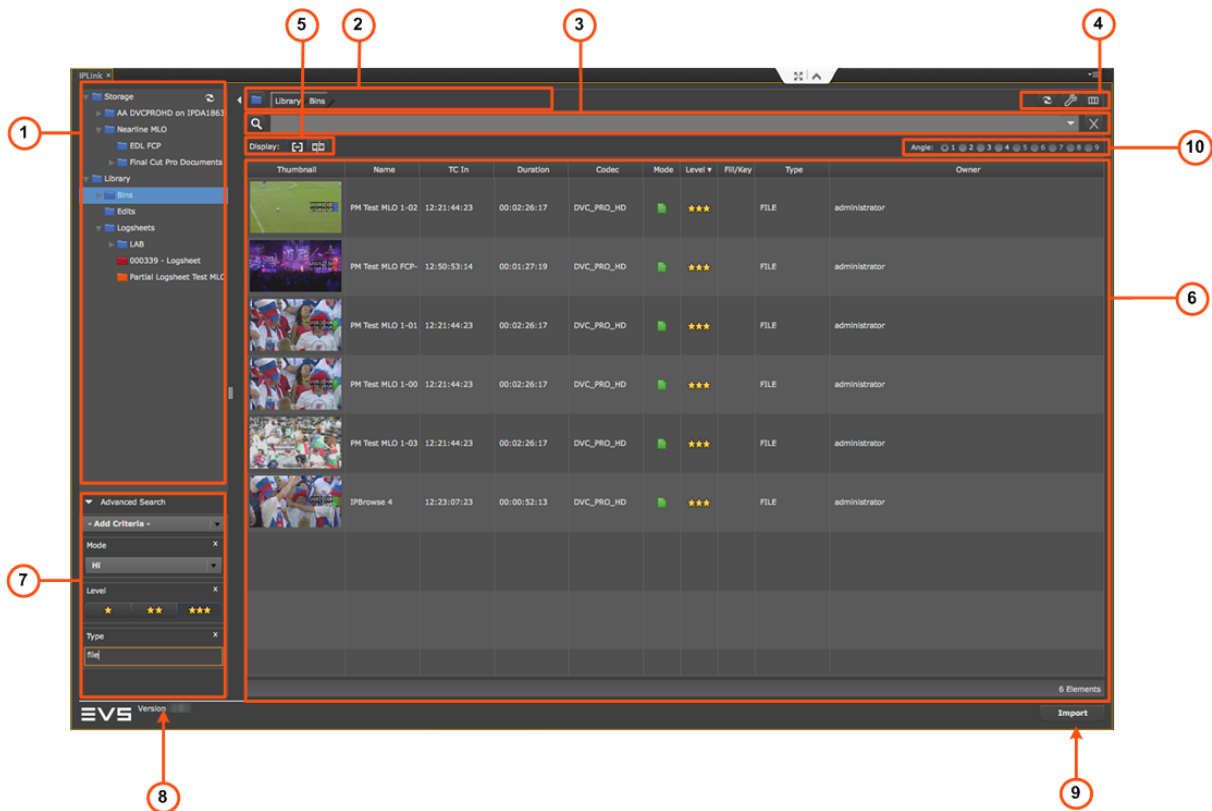 5
2
3
4
IPLink ×
1
Storage
AA DVCPROHD on IPDA1863
Nearline MLO
EDL FCP
Final Cut Pro Documents
Library
Bins
Edits
Logsheets
LAB
000339 - Logsheet
Partial Logsheet Test MLO
Library Bins
X
Display:
Angle: 1 2 3 4 5 6 7 8 9
10
Thumbnail Name TC In Duration Codec Mode Level Fill/Key Type Owner
PM Test MLO 1-02 12:21:44:23 00:02:26:17 DVC_PRO_HD FILE administrator
PM Test MLO FCP- 12:50:53:14 00:01:27:19 DVC_PRO_HD FILE administrator
6
PM Test MLO 1-01 12:21:44:23 00:02:26:17 DVC_PRO_HD FILE administrator
PM Test MLO 1-00 12:21:44:23 00:02:26:17 DVC_PRO_HD FILE administrator
PM Test MLO 1-03 12:21:44:23 00:02:26:17 DVC_PRO_HD FILE administrator
IPBrowse 4 12:23:07:23 00:00:52:13 DVC_PRO_HD FILE administrator
7
Advanced Search
- Add Criteria -
Mode x
Hi
Level x
Type x
file
6 Elements
EVS Version
Import
8
9